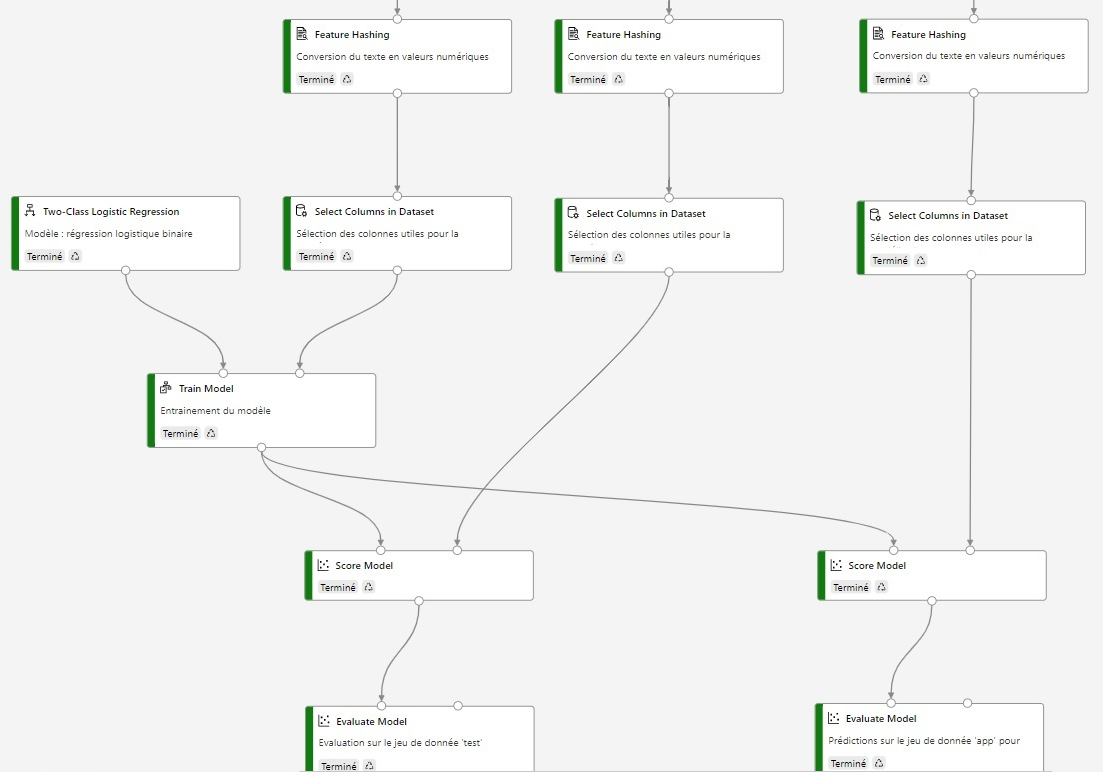 Feature Hashing
Conversion du texte en valeurs numériques
Terminé
Feature Hashing
Conversion du texte en valeurs numériques
Terminé
Feature Hashing
Conversion du texte en valeurs numériques
Terminé
Two-Class Logistic Regression
Modèle : régression logistique binaire
Terminé
Select Columns in Dataset
Sélection des colonnes utiles pour la
Terminé
Select Columns in Dataset
Sélection des colonnes utiles pour la
Terminé
Select Columns in Dataset
Sélection des colonnes utiles pour la
Terminé
Train Model
Entrainement du modèle
Terminé
Score Model
Terminé
Score Model
Terminé
Evaluate Model
Evaluation sur le jeu de donnée 'test'
Terminé
Evaluate Model
Prédictions sur le jeu de donnée 'app' pour
Terminé